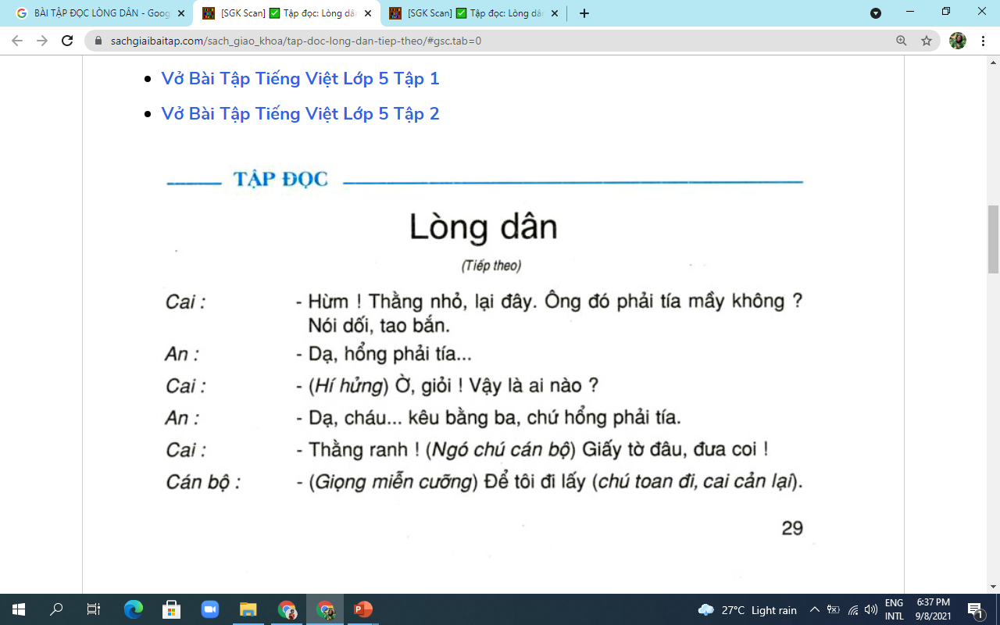 BÀI TẬP ĐỌC LÒNG DÂN - Goog
[SGK Scan] ✅ Tập đọc: Lòng dân
[SGK Scan] ✅ Tập đọc: Lòng dân
sachgiaibaitap.com/sach_giao_khoa/tap-doc-long-dan-tiep-theo/#gsc.tab=0
Vở Bài Tập Tiếng Việt Lớp 5 Tập 1
Vở Bài Tập Tiếng Việt Lớp 5 Tập 2
TẬP ĐỌC
Lòng dân
(Tiếp theo)
Cai : - Hừm ! Thằng nhỏ, lại đây. Ông đó phải tía mầy không ?
Nói dối, tao bắn.
An : - Dạ, hổng phải tía...
Cai : - (Hí hửng) Ờ, giỏi ! Vậy là ai nào ?
An : - Dạ, cháu... kêu bằng ba, chứ hổng phải tía.
Cai : - Thằng ranh ! (Ngó chú cán bộ) Giấy tờ đâu, đưa coi !
Cán bộ : - (Giọng miễn cưỡng) Để tôi đi lấy (chú toan đi, cai cản lại).
29
27°C Light rain
ENG
INTL
6:37 PM
9/8/2021
1